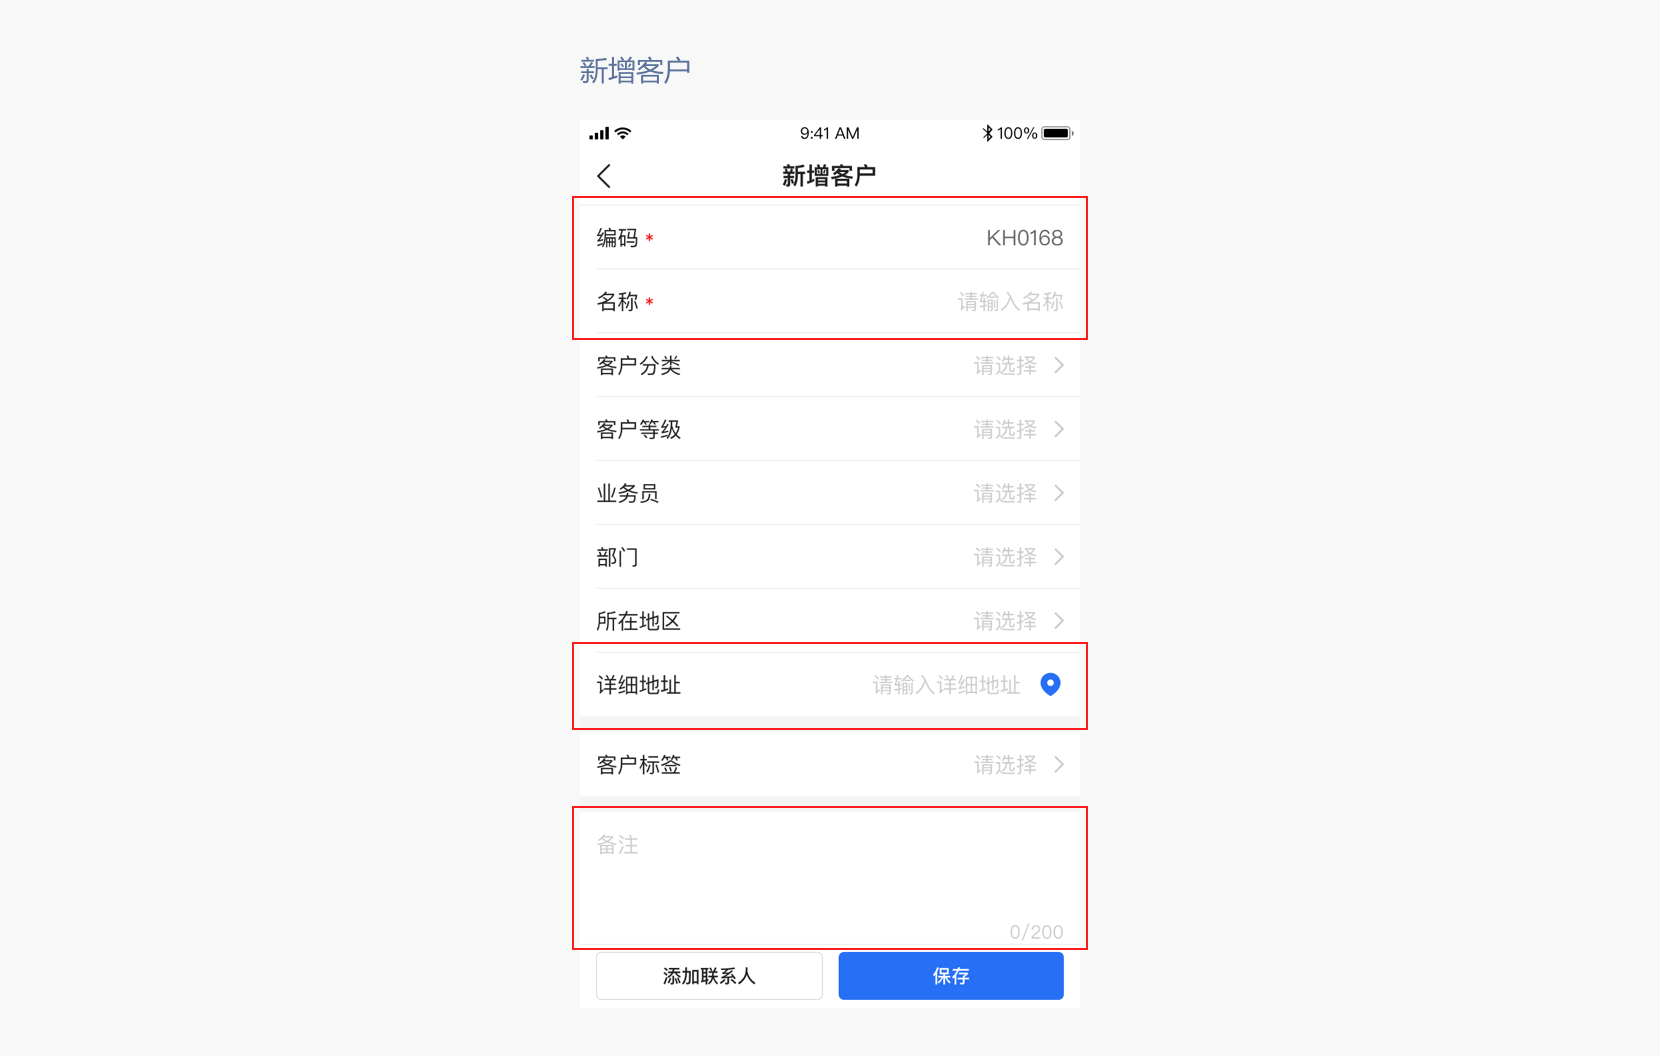 新增客户
9:41 AM
100%
新增客户
编码 * KH0168
名称 * 请输入名称
客户分类 请选择
客户等级 请选择
业务员 请选择
部门 请选择
所在地区 请选择
详细地址 请输入详细地址
客户标签 请选择
备注
0/200
添加联系人 保存